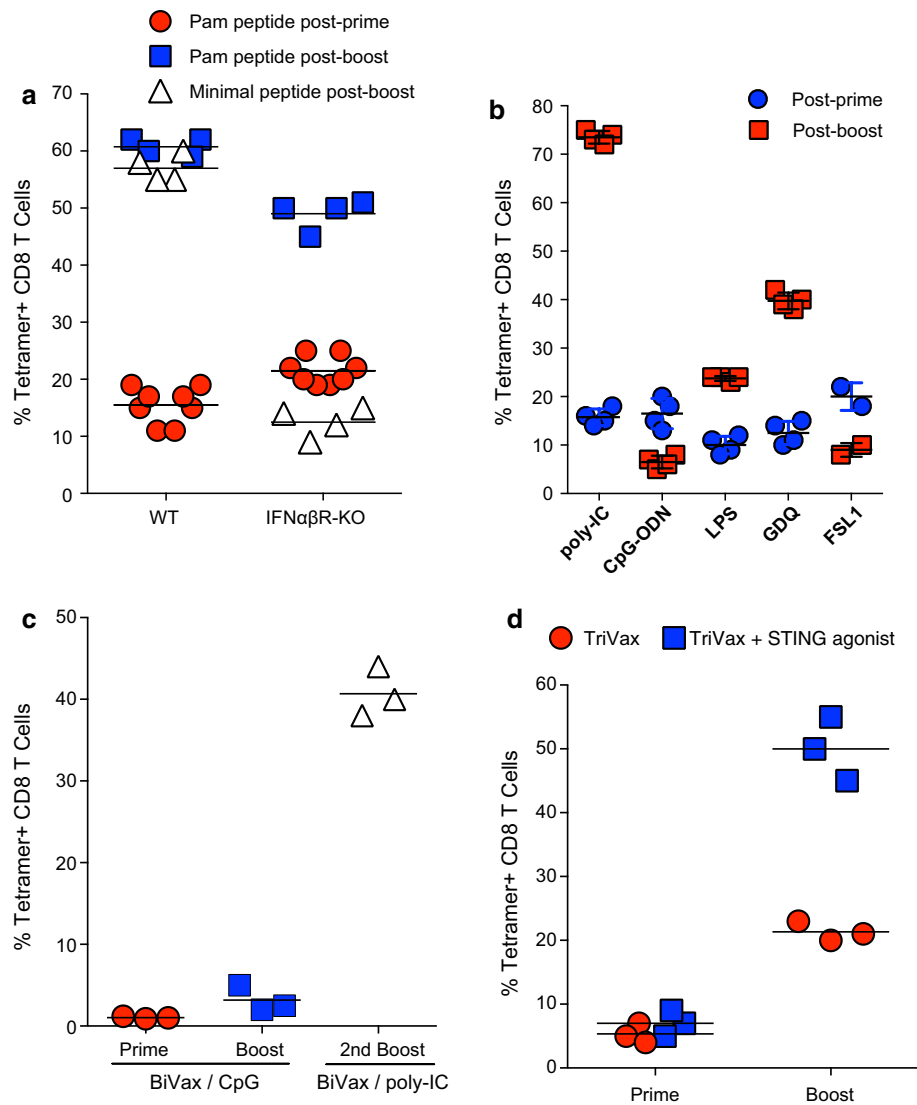 Pam peptide post-prime
Pam peptide post-boost
Minimal peptide post-boost
a
% Tetramer+ CD8 T Cells
70
60
50
40
30
20
10
0
WT
IFNαβR-KO
b
Post-prime
Post-boost
% Tetramer+ CD8 T Cells
80
70
60
50
40
30
20
10
0
poly-IC
CpG-ODN
LPS
GDQ
FSL1
c
% Tetramer+ CD8 T Cells
50
40
30
20
10
0
Prime
Boost
2nd Boost
BiVax / CpG
BiVax / poly-IC
d
TriVax
TriVax + STING agonist
% Tetramer+ CD8 T Cells
60
50
40
30
20
10
0
Prime
Boost